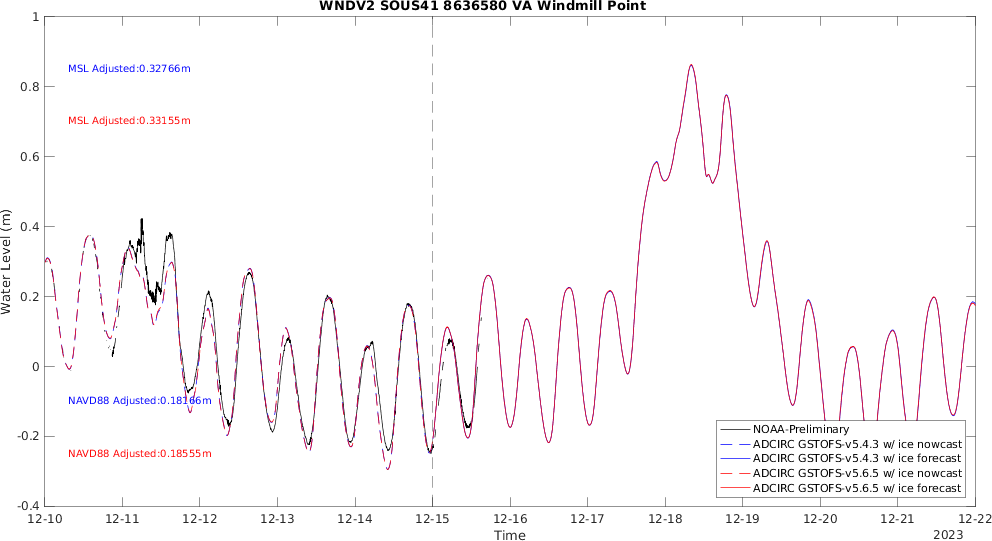 WNDV2 SOUS41 8636580 VA Windmill Point
MSL Adjusted:0.32766m
MSL Adjusted:0.33155m
NAVD88 Adjusted:0.18166m
NAVD88 Adjusted:0.18555m
Water Level (m)
1
0.8
0.6
0.4
0.2
0
-0.2
-0.4
NOAA-Preliminary
ADCIRC GSTOFS-v5.4.3 w/ ice nowcast
ADCIRC GSTOFS-v5.4.3 w/ ice forecast
ADCIRC GSTOFS-v5.6.5 w/ ice nowcast
ADCIRC GSTOFS-v5.6.5 w/ ice forecast
12-10 12-11 12-12 12-13 12-14 12-15 12-16 12-17 12-18 12-19 12-20 12-21 12-22
Time
2023